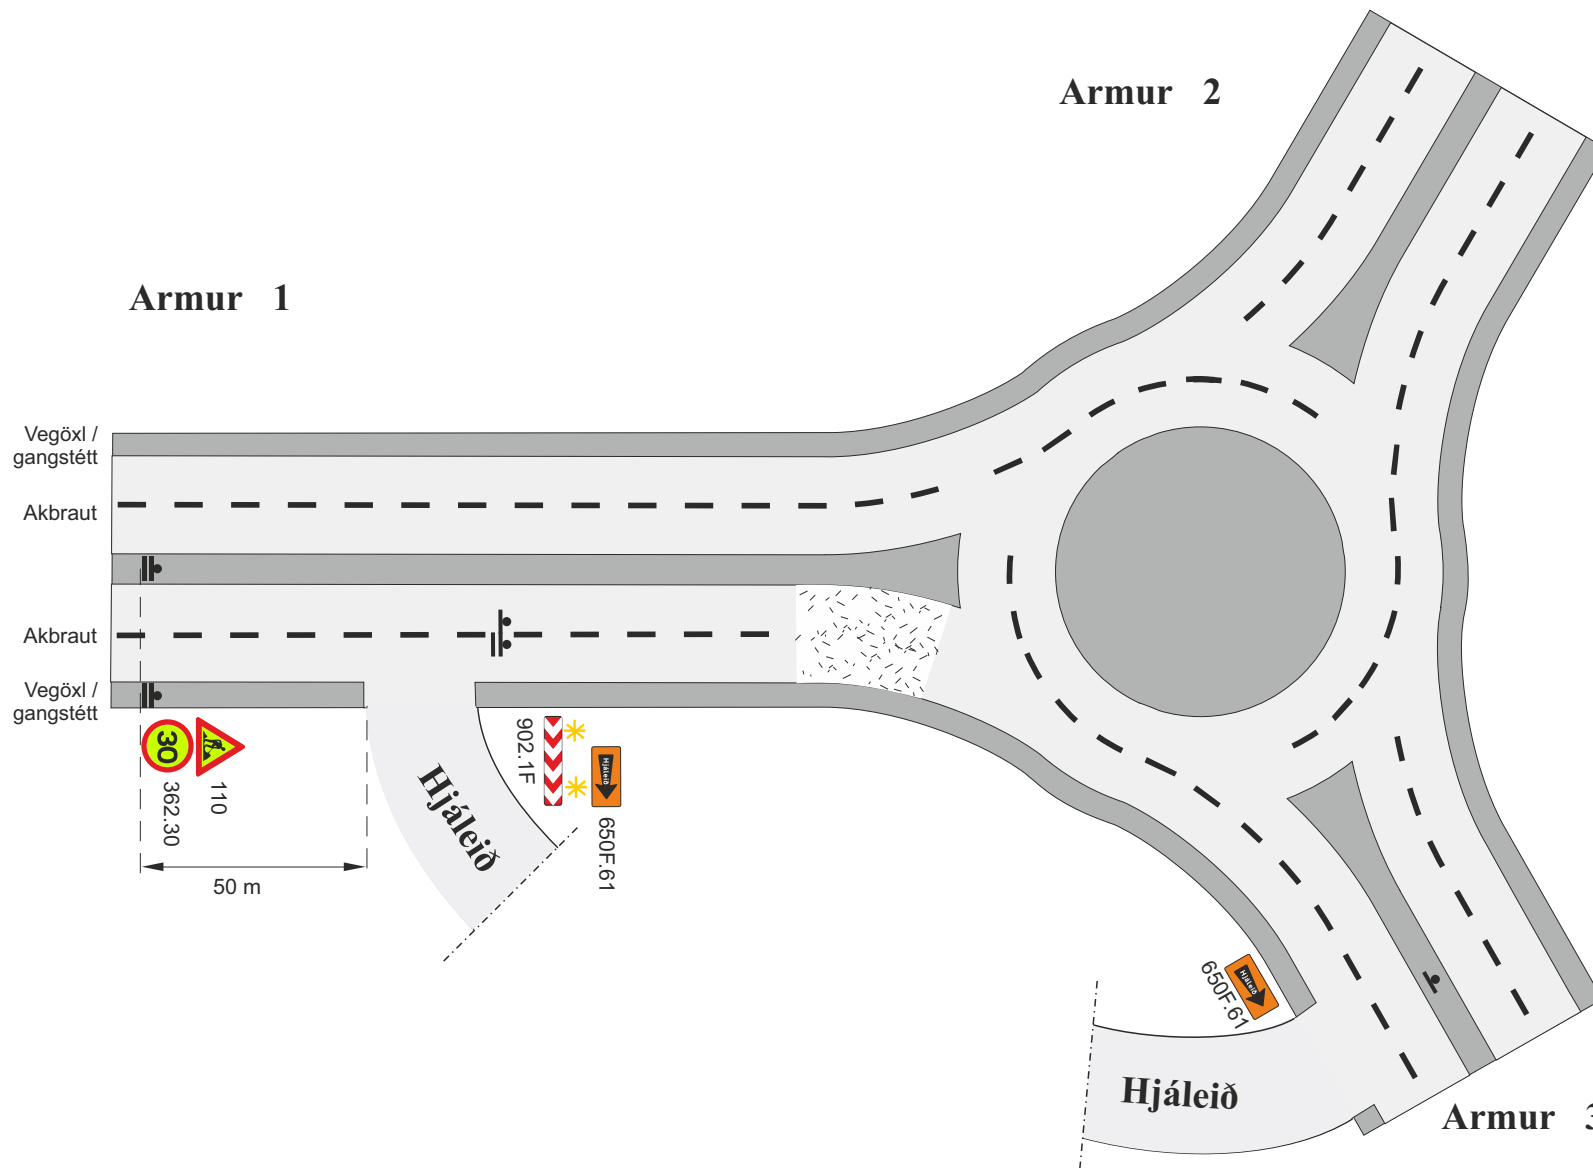 Armur 2
Armur 1
Vegöxl /
gangstétt
Akbraut
Akbraut
Vegöxl /
gangstétt
30
362.30
110
50 m
Hjáleið
902.1F
Hjáleið
650F.61
Hjáleið
650F.61
Hjáleið
Armur 3